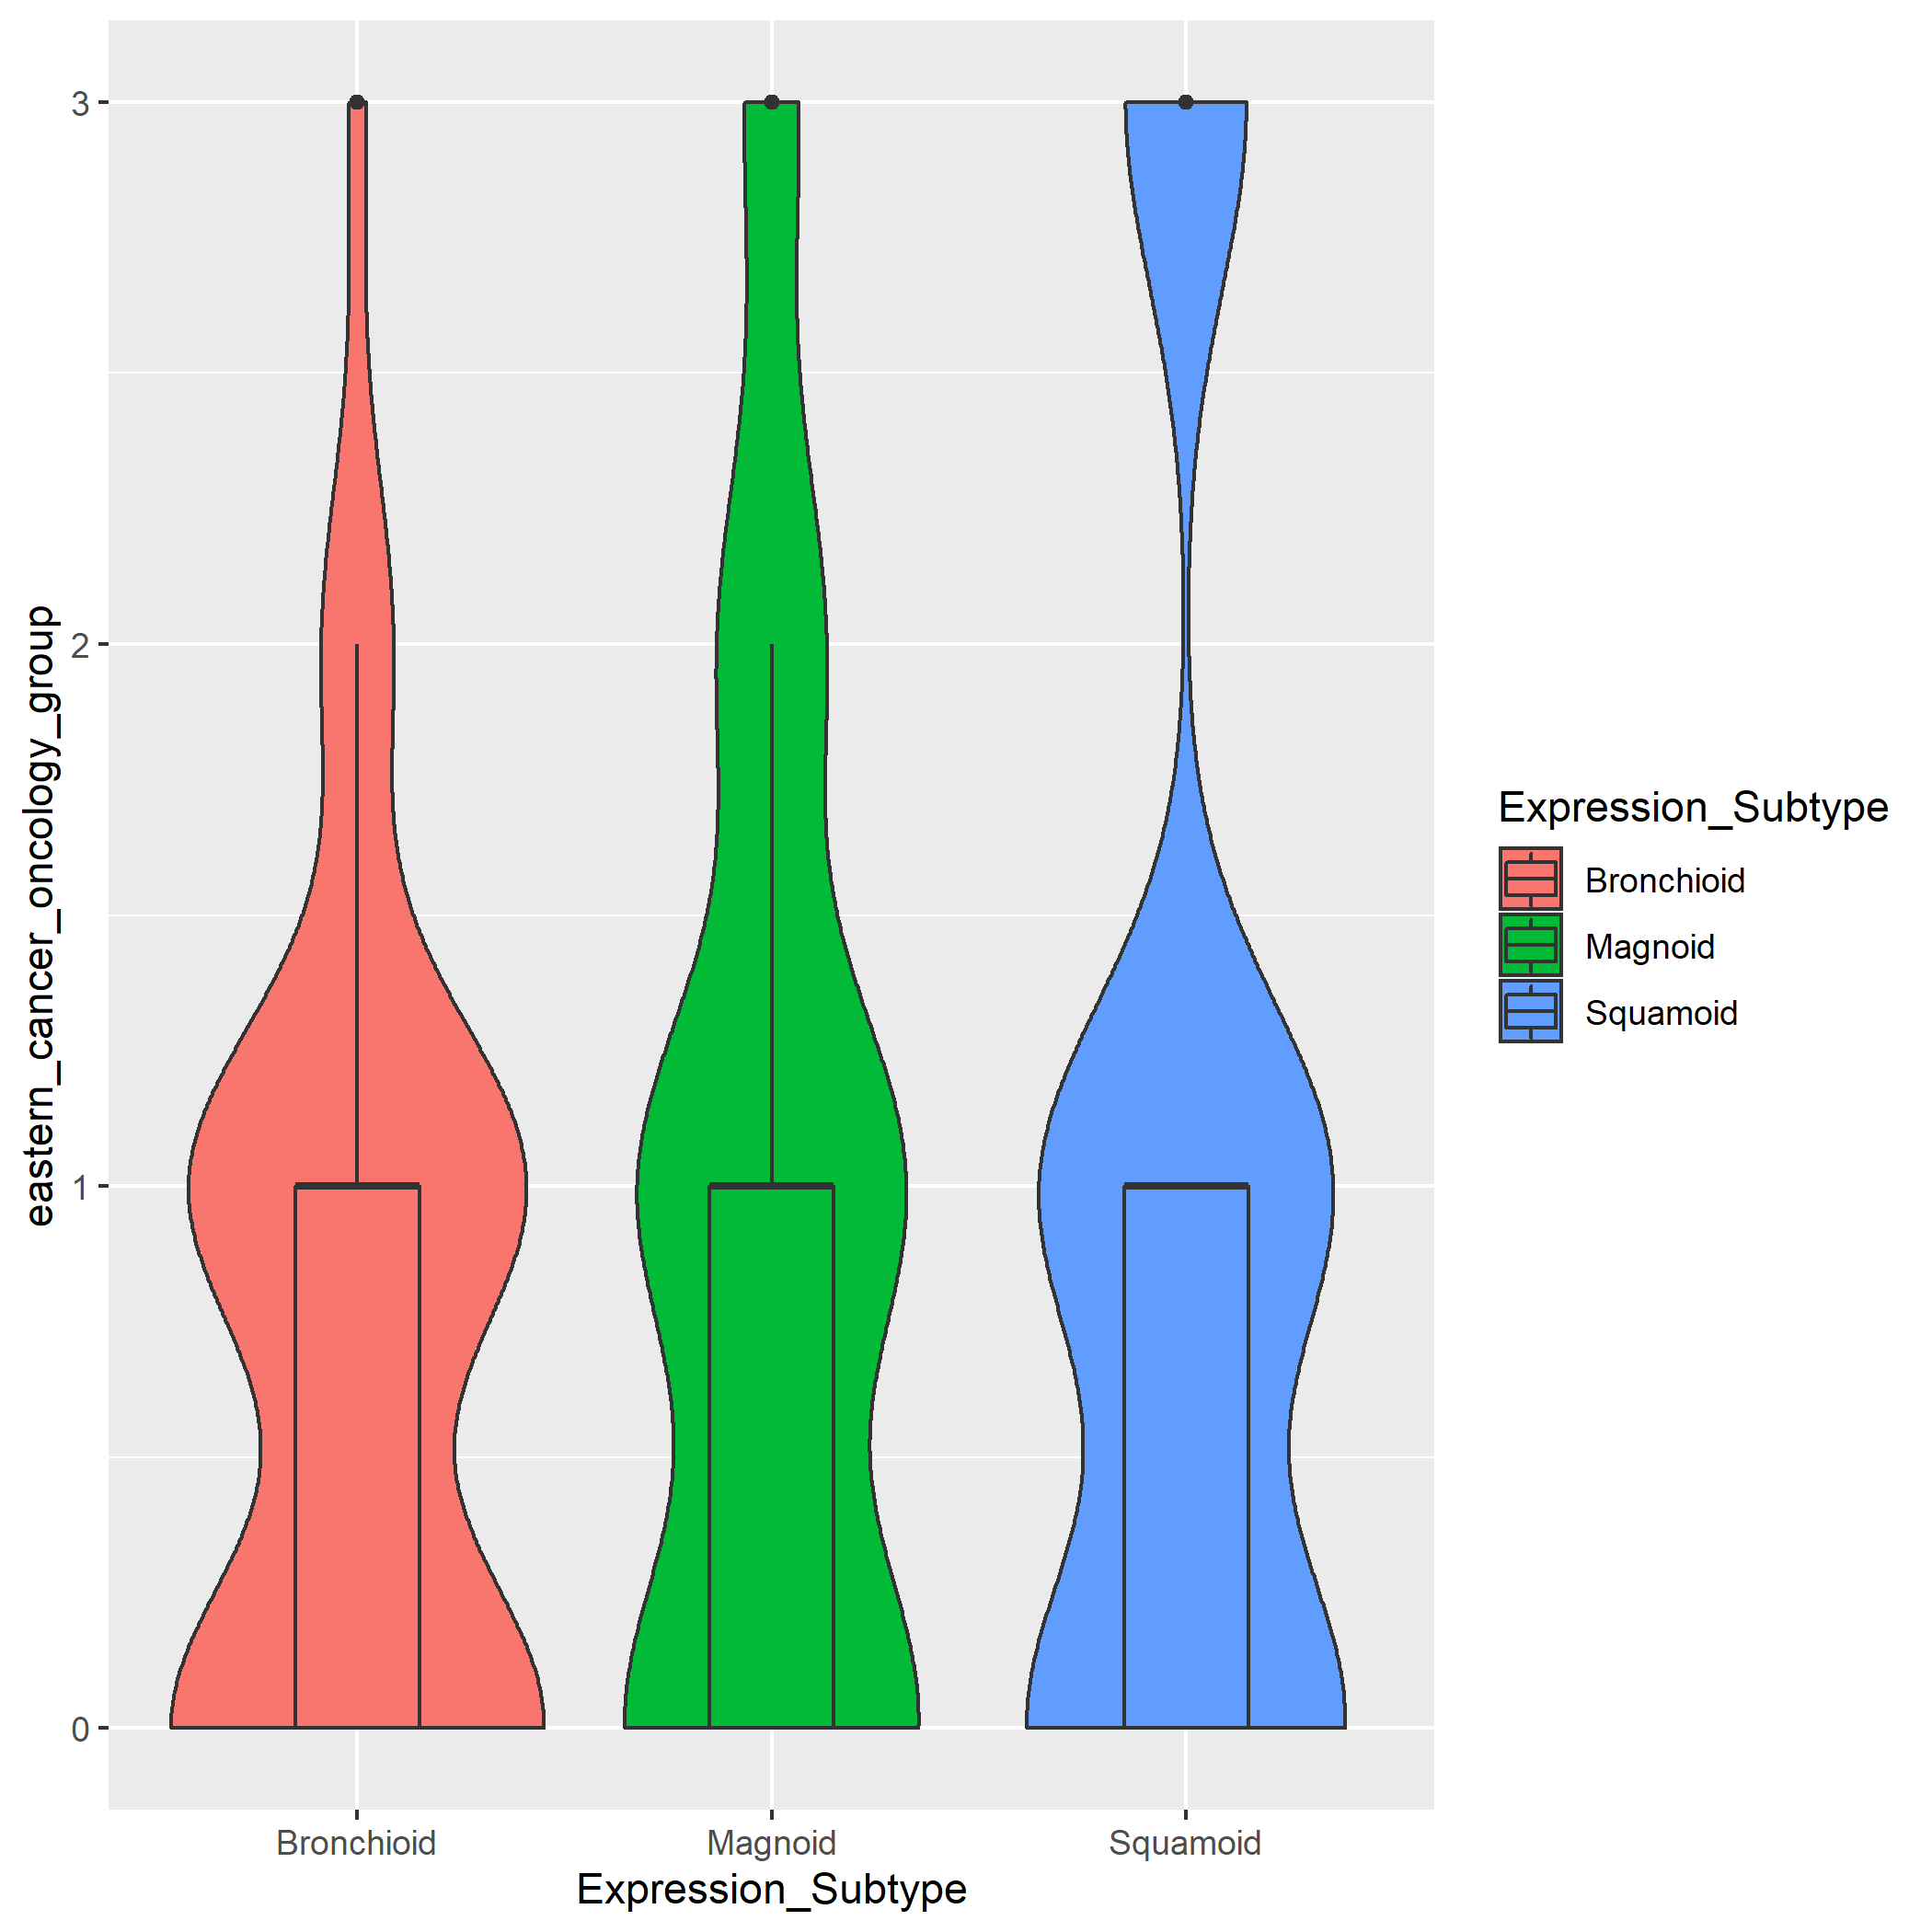 eastern_cancer_oncology_group
3
2
1
0
Bronchioid
Magnoid
Squamoid
Expression_Subtype
Expression_Subtype
Bronchioid
Magnoid
Squamoid